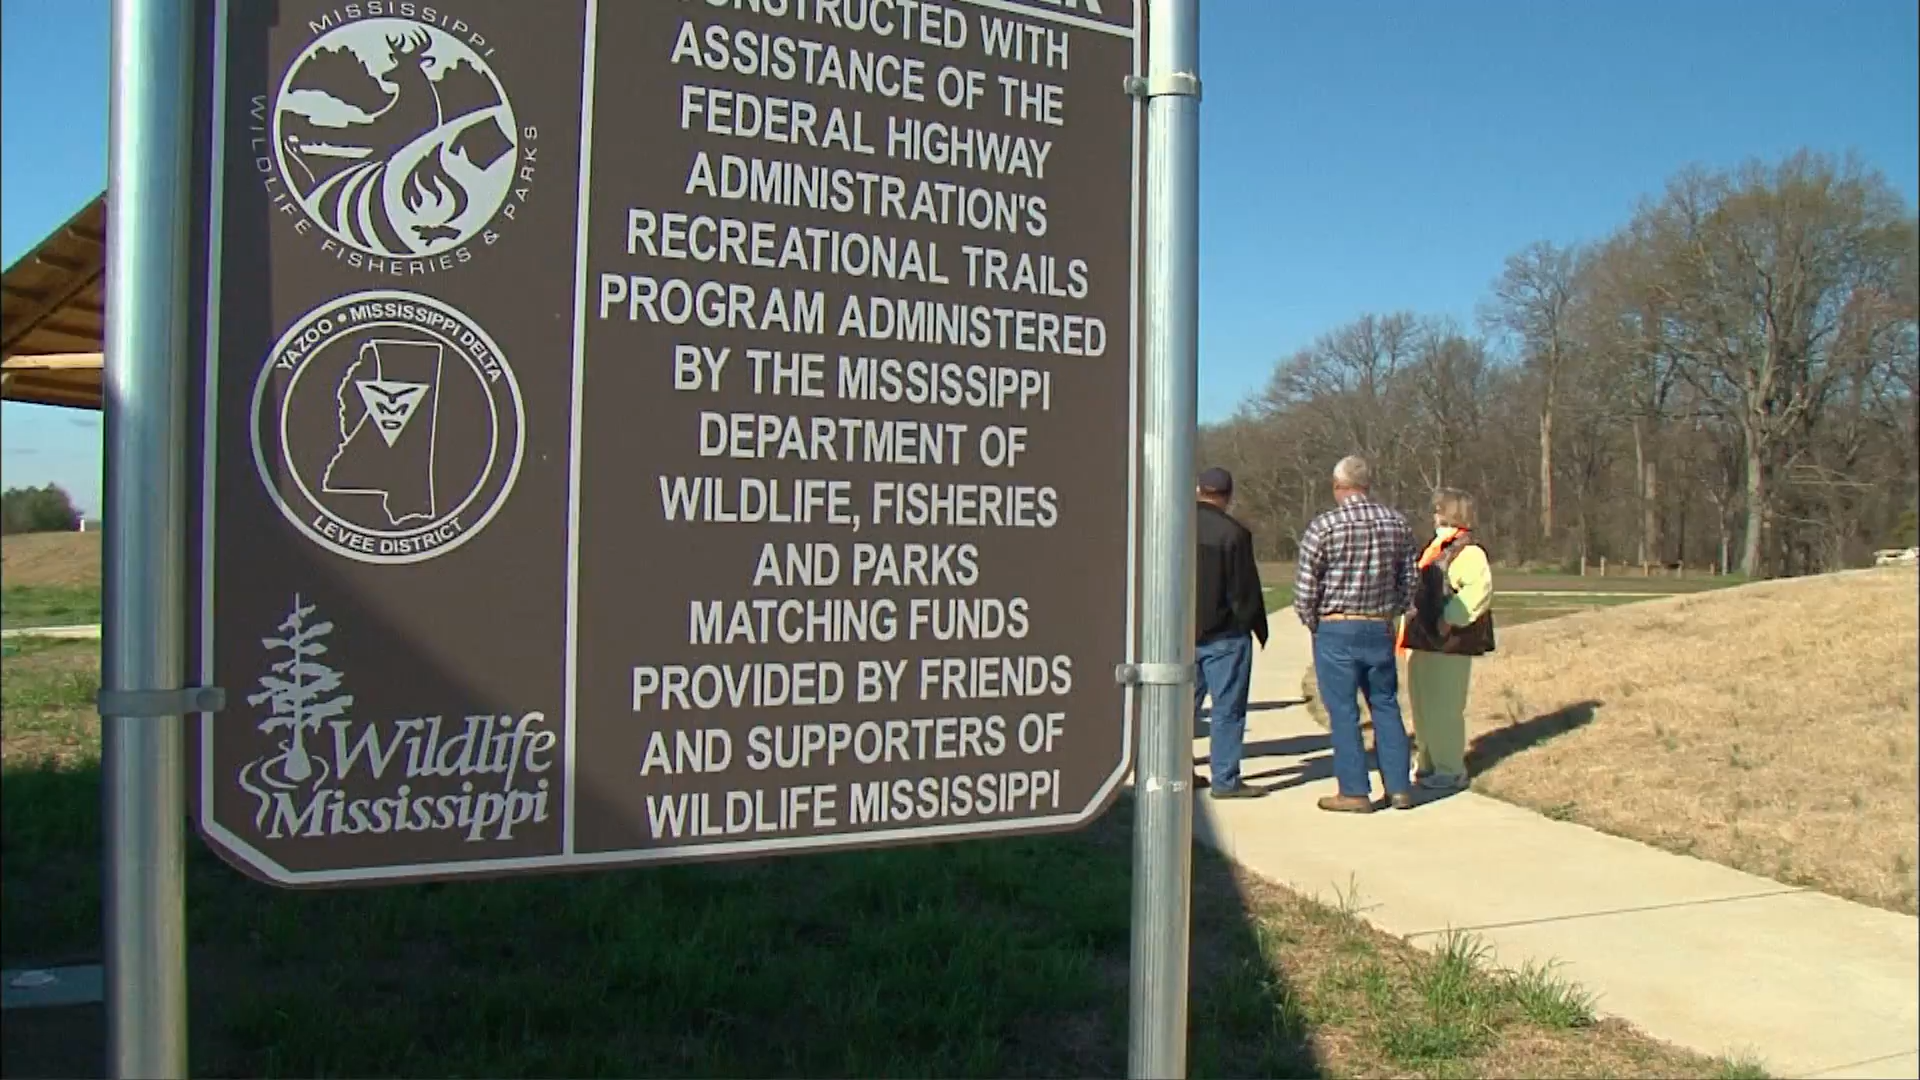 MISSISSIPPI
WILDLIFE FISHERIES & PARKS
YAZOO • MISSISSIPPI DELTA
LEVEE DISTRICT
Wildlife
Mississippi
CONSTRUCTED WITH
ASSISTANCE OF THE
FEDERAL HIGHWAY
ADMINISTRATION'S
RECREATIONAL TRAILS
PROGRAM ADMINISTERED
BY THE MISSISSIPPI
DEPARTMENT OF
WILDLIFE, FISHERIES
AND PARKS
MATCHING FUNDS
PROVIDED BY FRIENDS
AND SUPPORTERS OF
WILDLIFE MISSISSIPPI